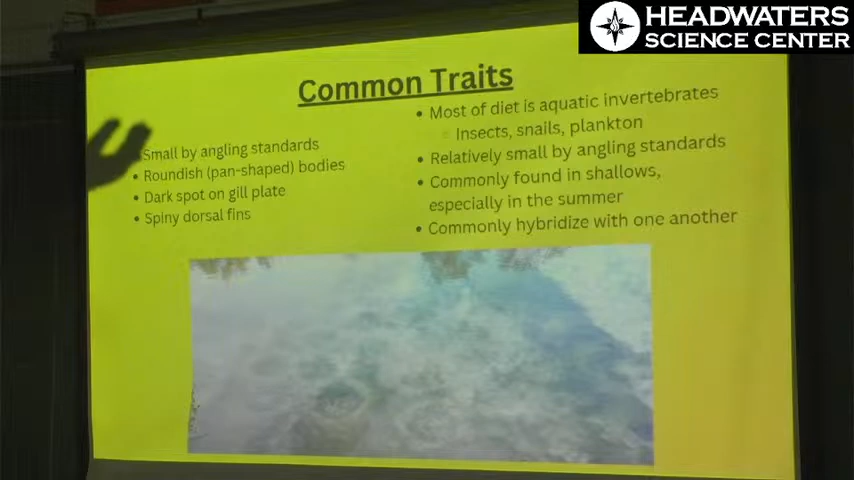 HEADWATERS
SCIENCE CENTER
Common Traits
Small by angling standards
• Roundish (pan-shaped) bodies
• Dark spot on gill plate
• Spiny dorsal fins
• Most of diet is aquatic invertebrates
Insects, snails, plankton
• Relatively small by angling standards
• Commonly found in shallows,
especially in the summer
• Commonly hybridize with one another